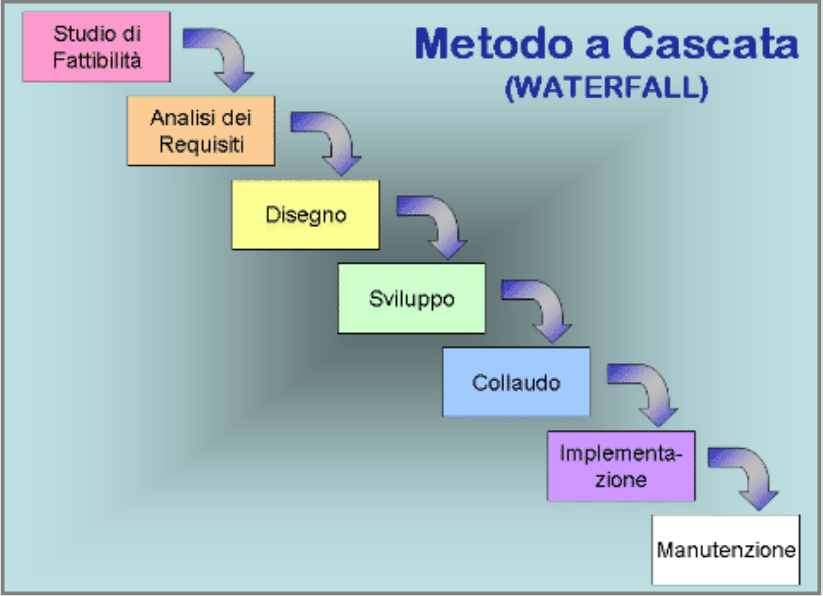 Metodo a Cascata
(WATERFALL)
Studio di
Fattibilità
Analisi dei
Requisiti
Disegno
Sviluppo
Collaudo
Implementa-
zione
Manutenzione